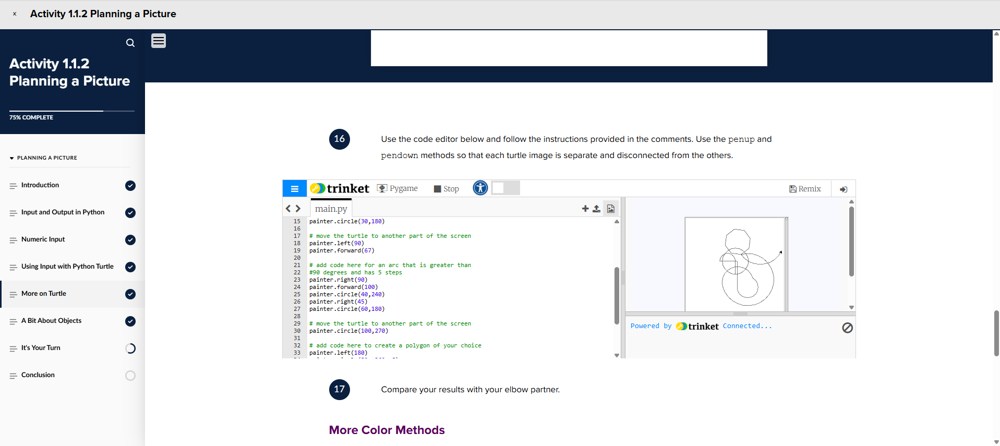 x Activity 1.1.2 Planning a Picture
Activity 1.1.2
Planning a Picture
75% COMPLETE
PLANNING A PICTURE
Introduction
Input and Output in Python
Numeric Input
Using Input with Python Turtle
More on Turtle
A Bit About Objects
It's Your Turn
Conclusion
16 Use the code editor below and follow the instructions provided in the comments. Use the penup and
pendown methods so that each turtle image is separate and disconnected from the others.
trinket Pygame Stop Remix
main.py
15 painter.circle(30,180)
16
17 # move the turtle to another part of the screen
18 painter.left(90)
19 painter.forward(67)
20
21 # add code here for an arc that is greater than
22 #90 degrees and has 5 steps
23 painter.right(90)
24 painter.forward(100)
25 painter.circle(40,240)
26 painter.right(45)
27 painter.circle(60,180)
28
29 # move the turtle to another part of the screen
30 painter.circle(100,270)
31
32 # add code here to create a polygon of your choice
33 painter.left(180)
Powered by trinket Connected...
17 Compare your results with your elbow partner.
More Color Methods